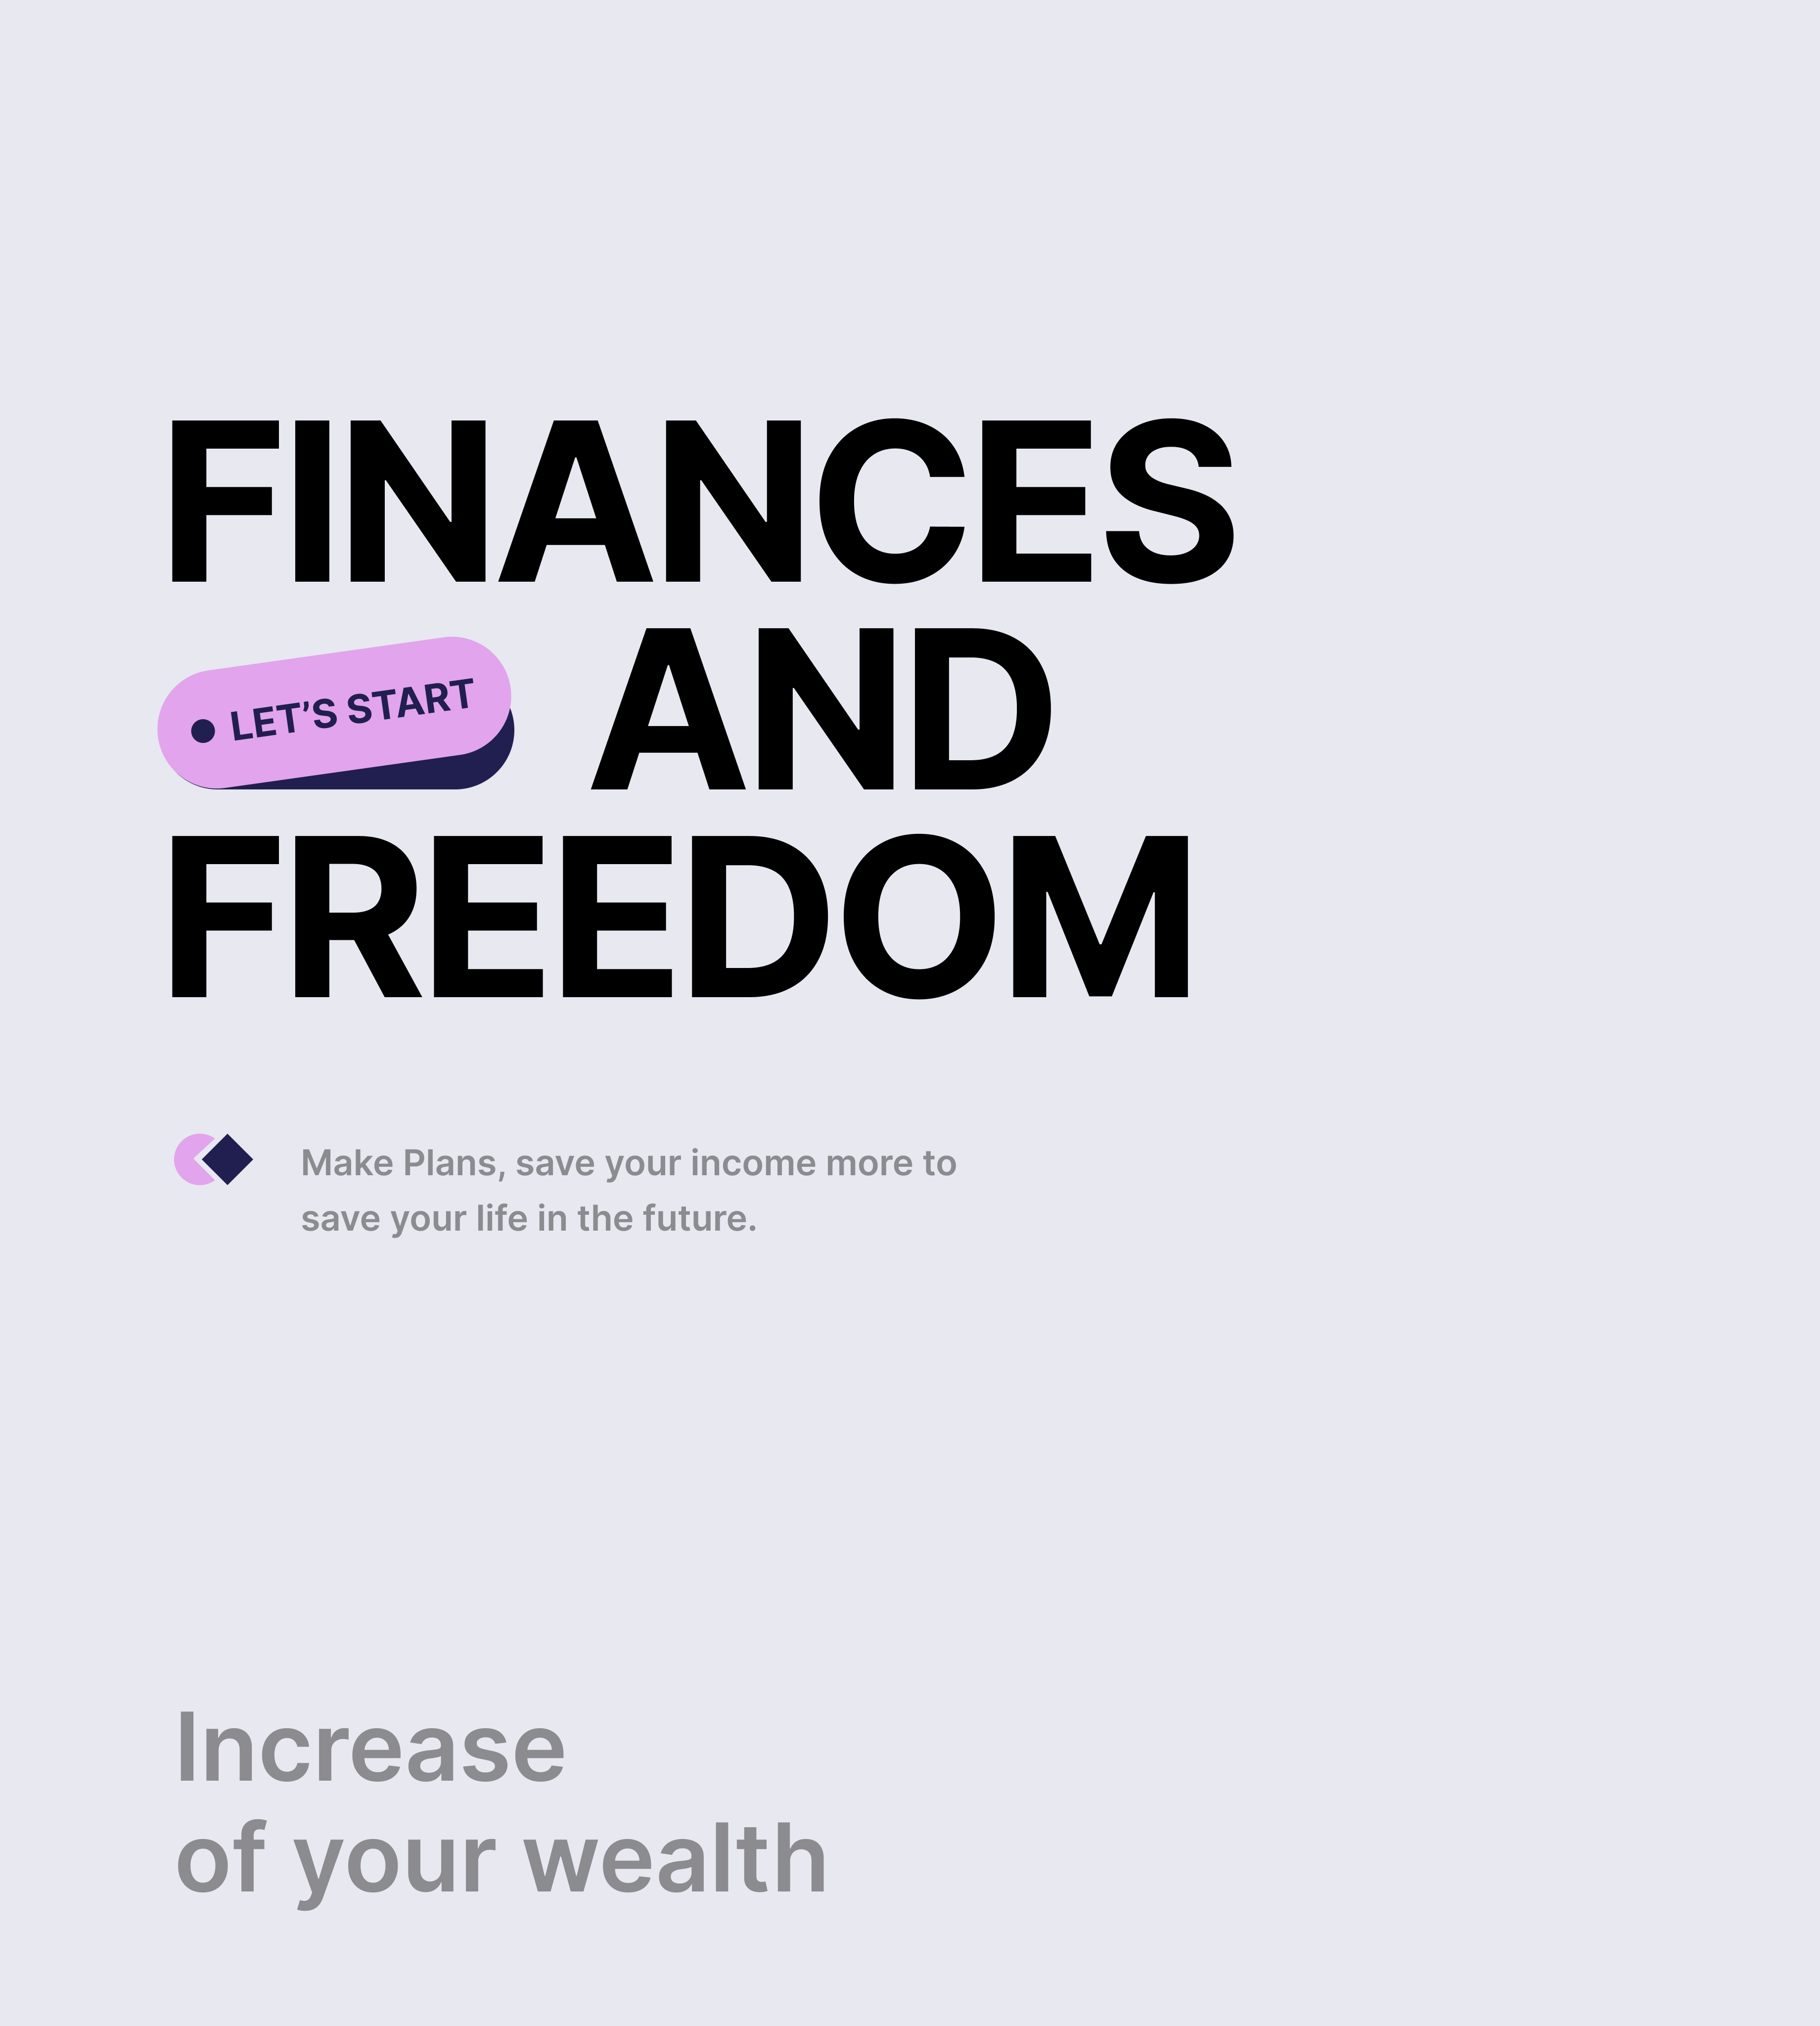 FINANCES
LET'S START
AND
FREEDOM
Make Plans, save your income more to
save your life in the future.
Increase
of your wealth